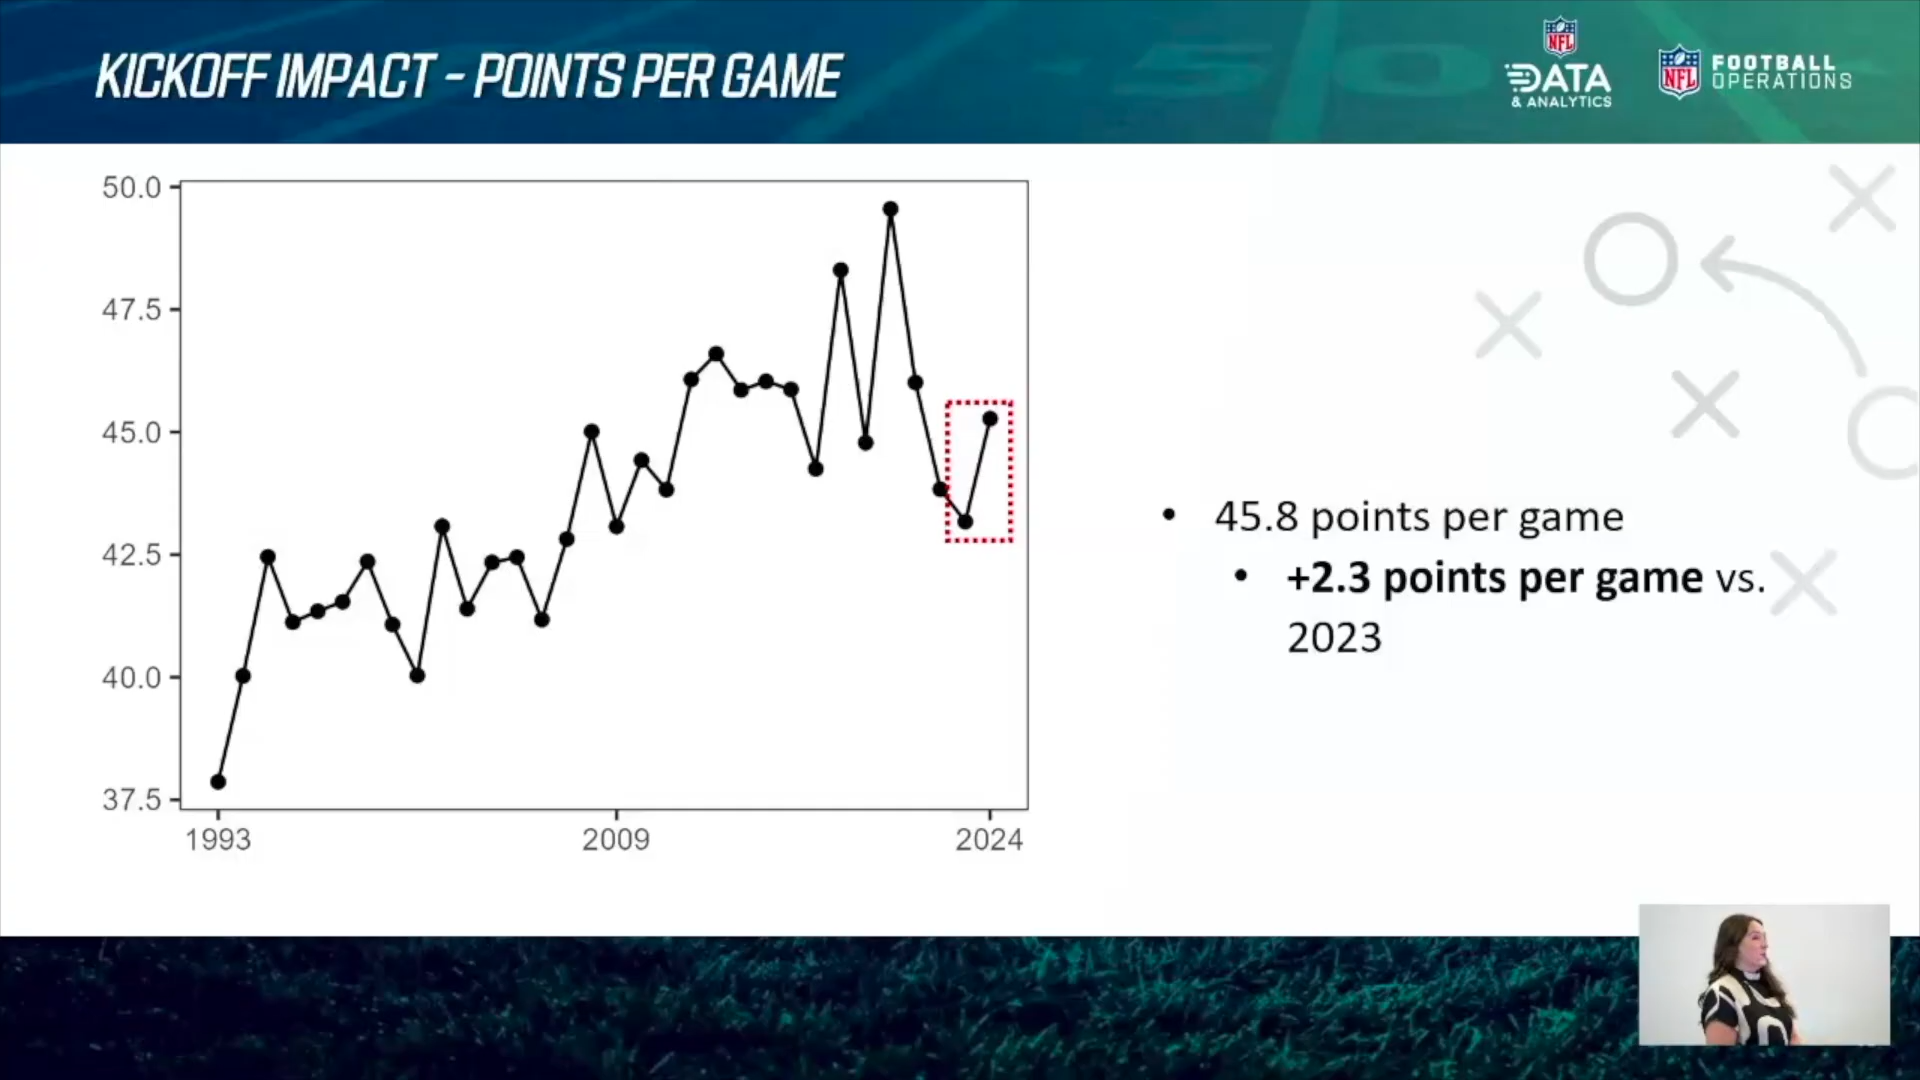 KICKOFF IMPACT - POINTS PER GAME
NFL
DATA
& ANALYTICS
NFL
FOOTBALL
OPERATIONS
50
50.0
47.5
45.0
42.5
40.0
37.5
1993
2009
2024
• 45.8 points per game
• +2.3 points per game vs.
2023